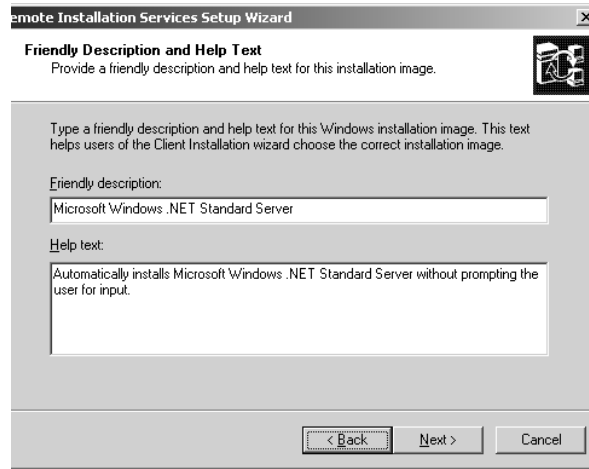 emote Installation Services Setup Wizard
Friendly Description and Help Text
Provide a friendly description and help text for this installation image.
Type a friendly description and help text for this Windows installation image. This text
helps users of the Client Installation wizard choose the correct installation image.
Friendly description:
Microsoft Windows .NET Standard Server
Help text:
Automatically installs Microsoft Windows .NET Standard Server without prompting the
user for input.
< Back Next > Cancel